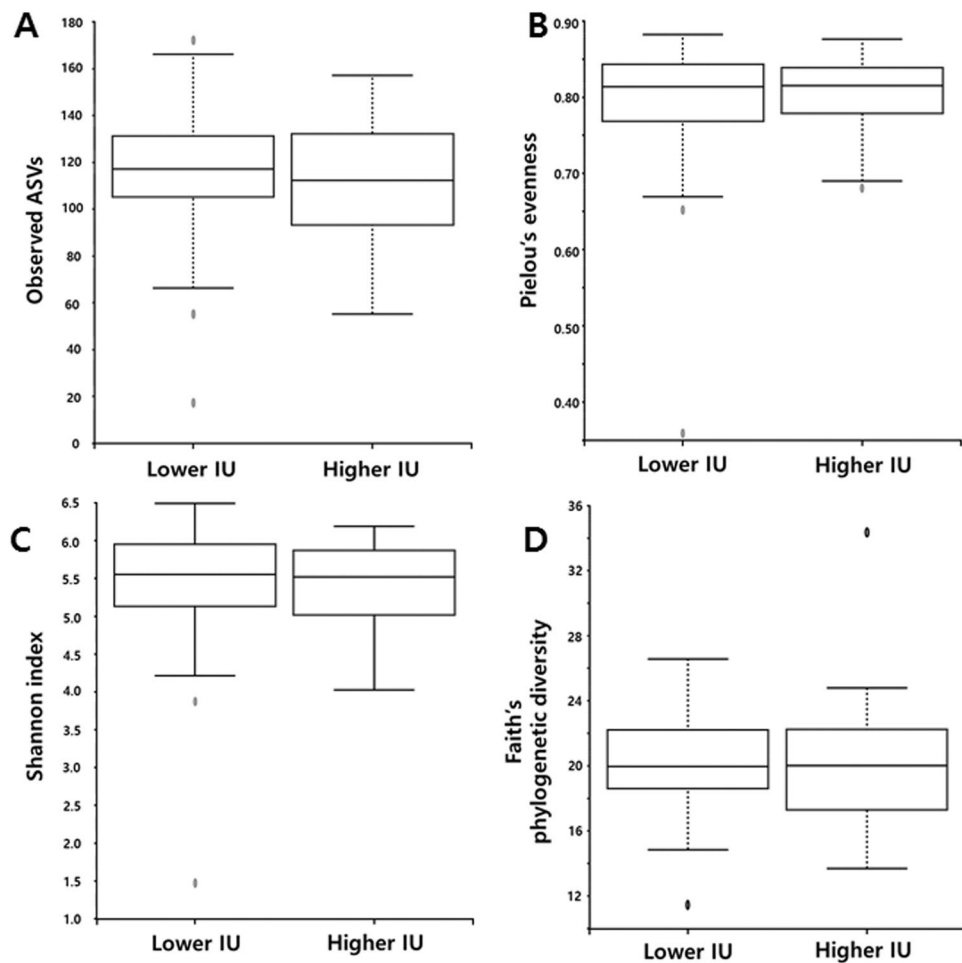 A
Observed ASVs
180
160
140
120
100
80
60
40
20
0
Lower IU
Higher IU
B
Pielou's evenness
0.90
0.80
0.70
0.60
0.50
0.40
Lower IU
Higher IU
C
Shannon index
6.5
6.0
5.5
5.0
4.5
4.0
3.5
3.0
2.5
2.0
1.5
1.0
Lower IU
Higher IU
D
Faith's
phylogenetic diversity
36
32
28
24
20
16
12
Lower IU
Higher IU